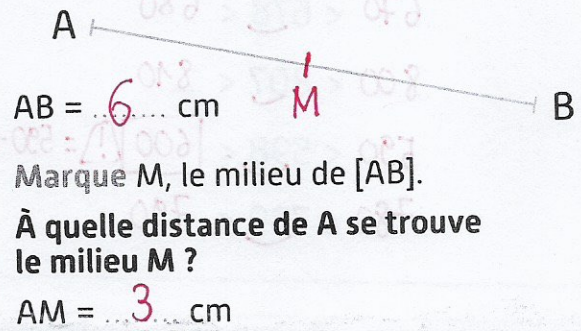 A
B
AB = 6 cm
M
Marque M, le milieu de [AB].
À quelle distance de A se trouve
le milieu M ?
AM = 3 cm